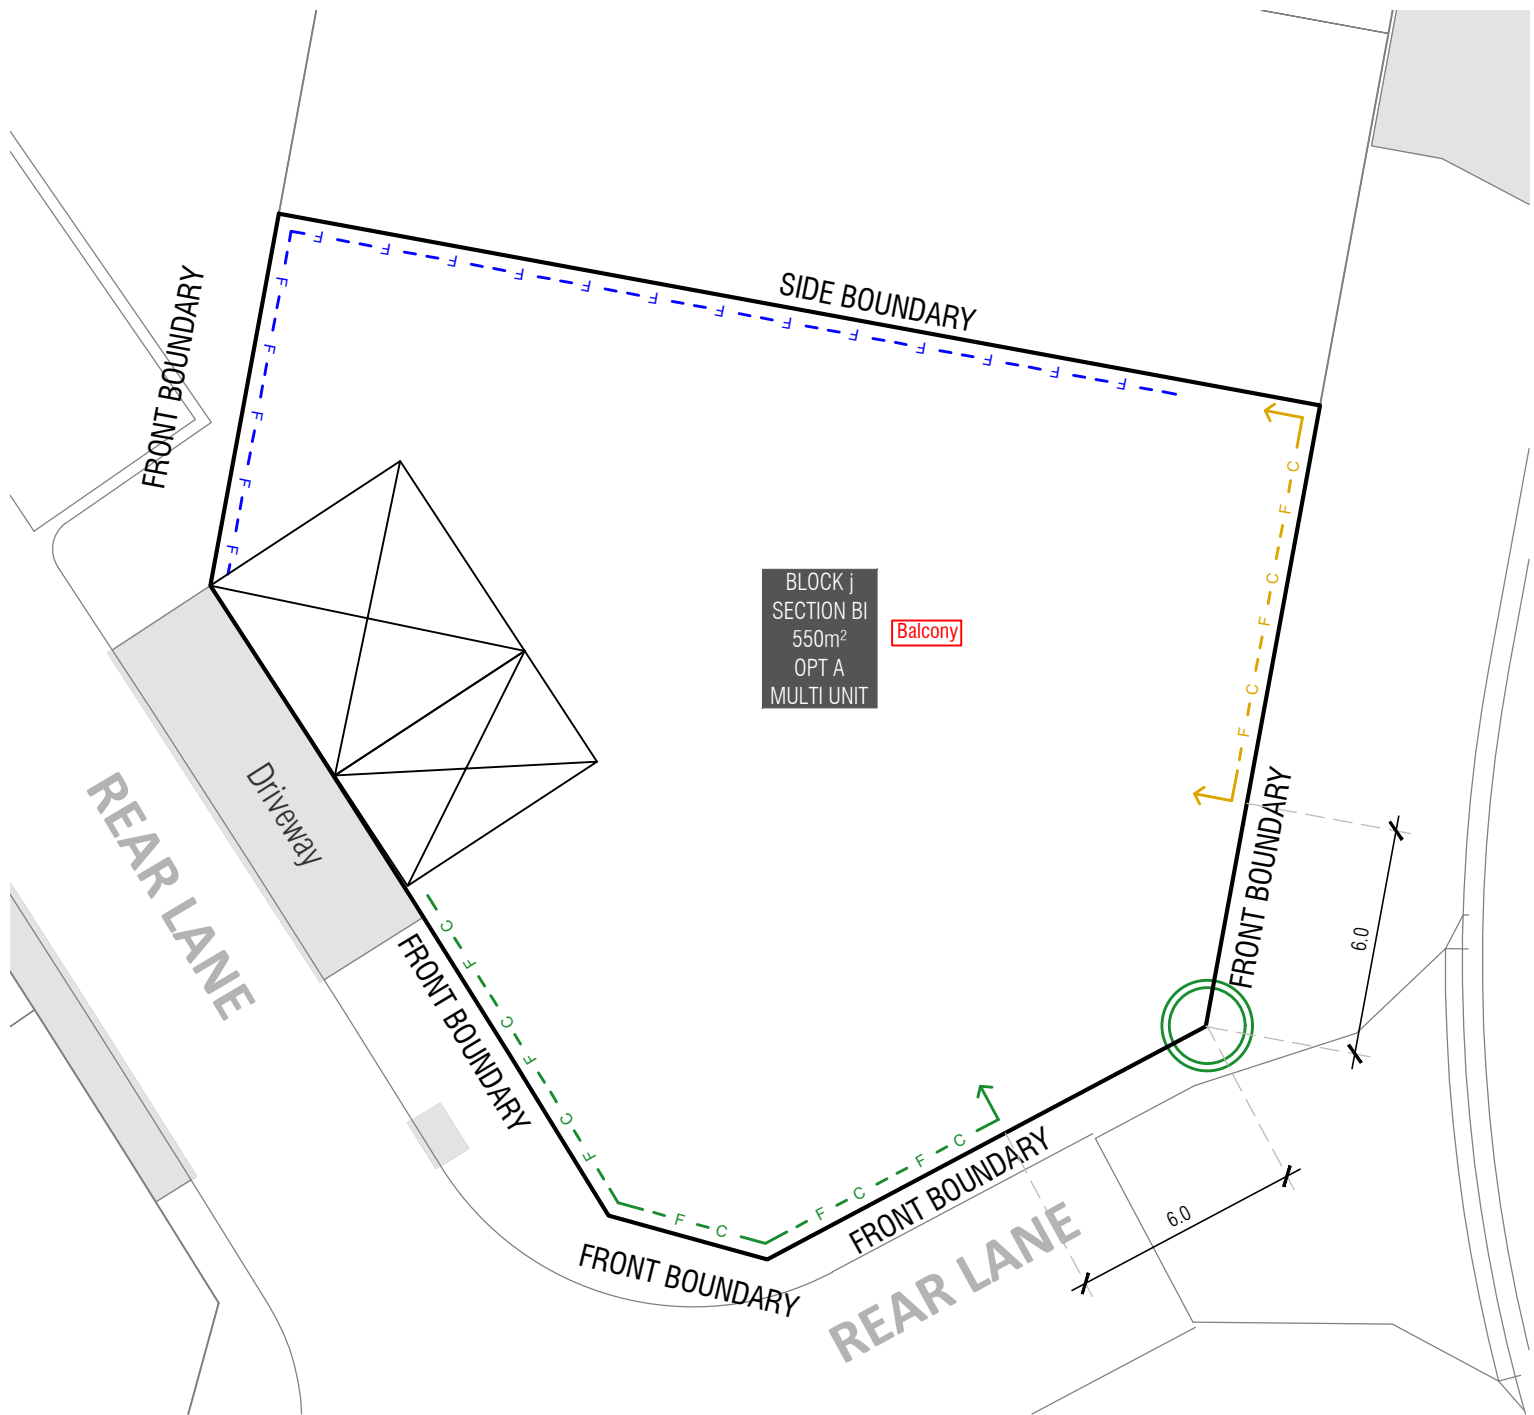 SIDE BOUNDARY
FRONT BOUNDARY
F F F F F F F F F F F F F
F F F F F
BLOCK j
SECTION BI
550m²
OPT A
MULTI UNIT
Balcony
C F C F C F
Driveway
REAR LANE
FRONT BOUNDARY
FRONT BOUNDARY
6.0
C F C F C F
F C
F C F C
FRONT BOUNDARY
FRONT BOUNDARY
6.0
REAR LANE